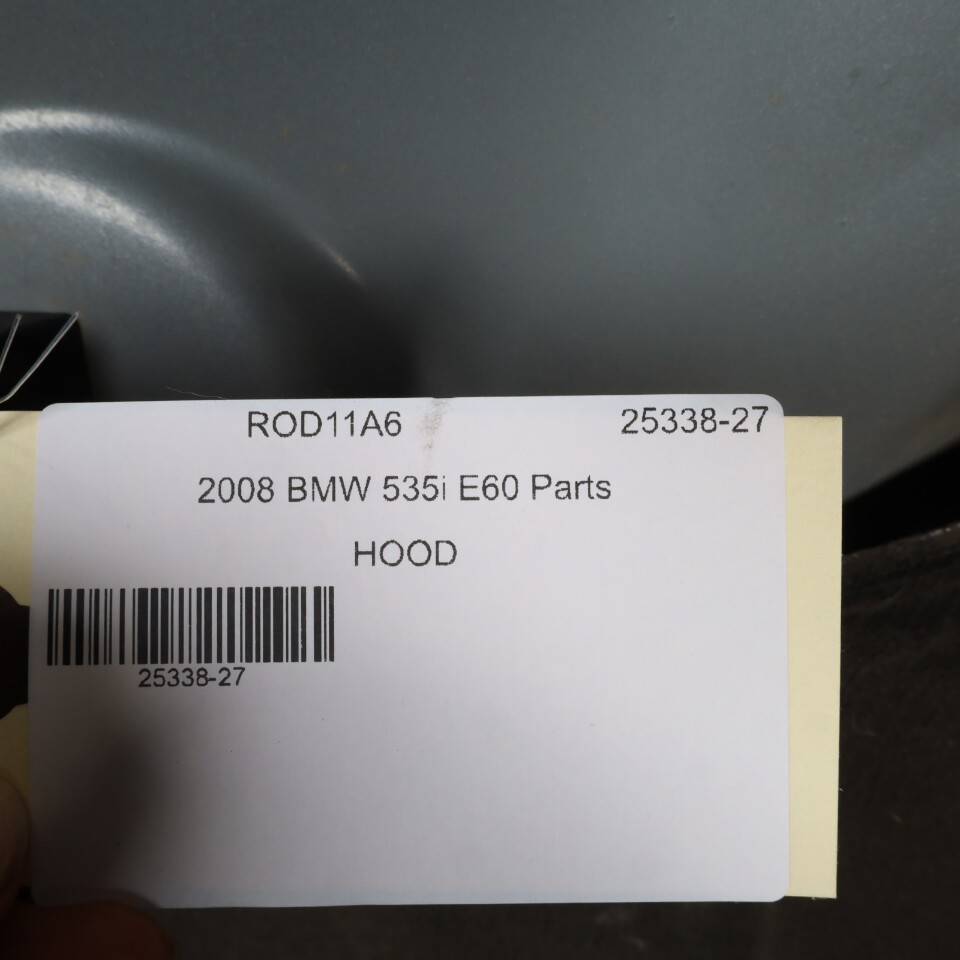 ROD11A6 25338-27
2008 BMW 535i E60 Parts
HOOD
25338-27